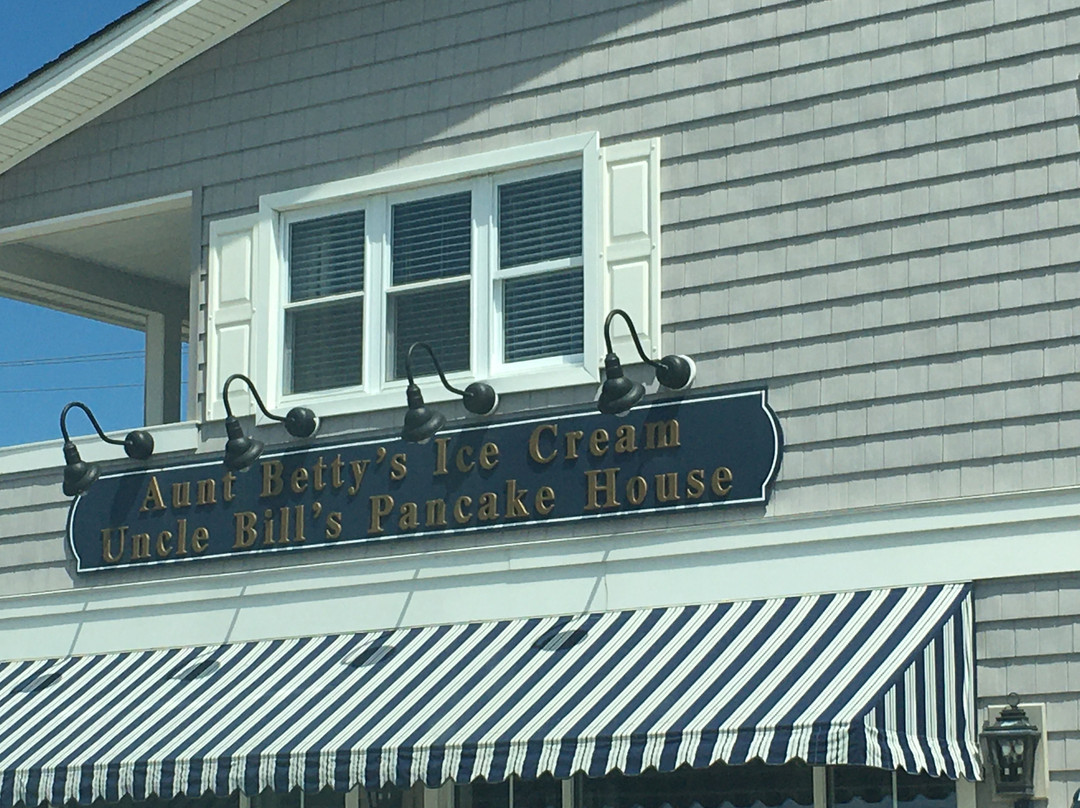 Aunt Betty's Ice Cream
Uncle Bill's Pancake House